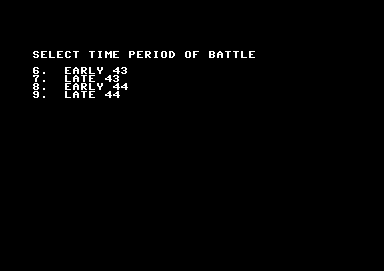 SELECT TIME PERIOD OF BATTLE
6. EARLY 43
7. LATE 43
8. EARLY 44
9. LATE 44